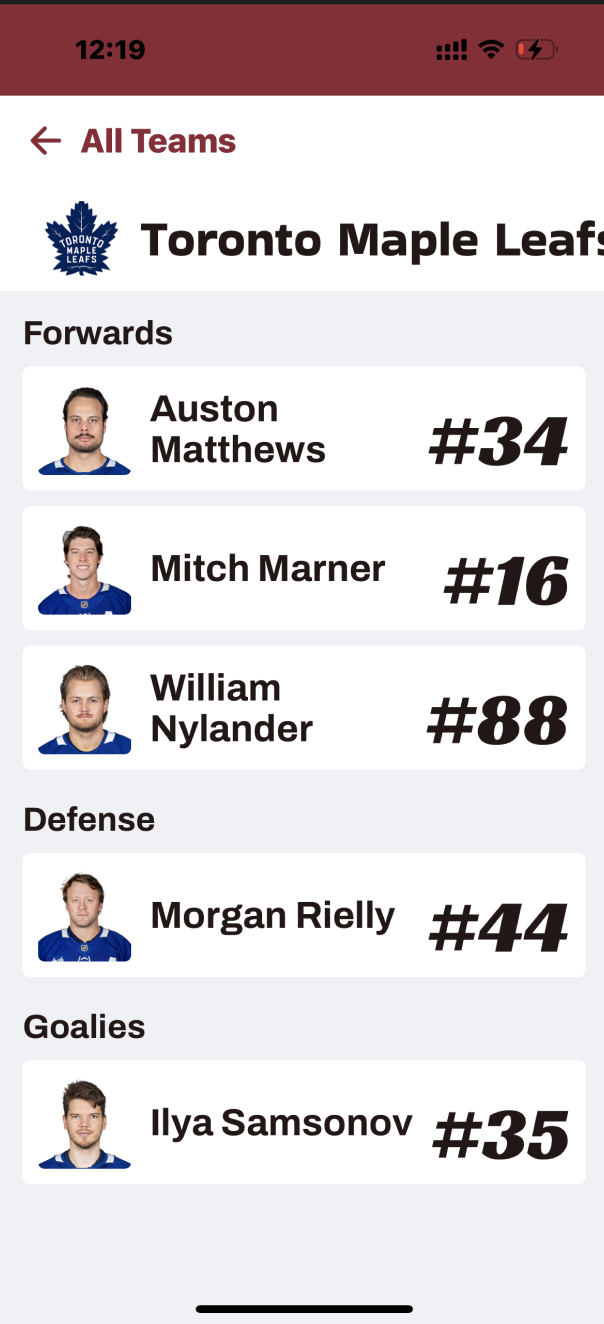 12:19
← All Teams
TORONTO
MAPLE
LEAFS
Toronto Maple Leafs
Forwards
Auston
Matthews
#34
Mitch Marner
#16
William
Nylander
#88
Defense
Morgan Rielly
#44
Goalies
Ilya Samsonov
#35